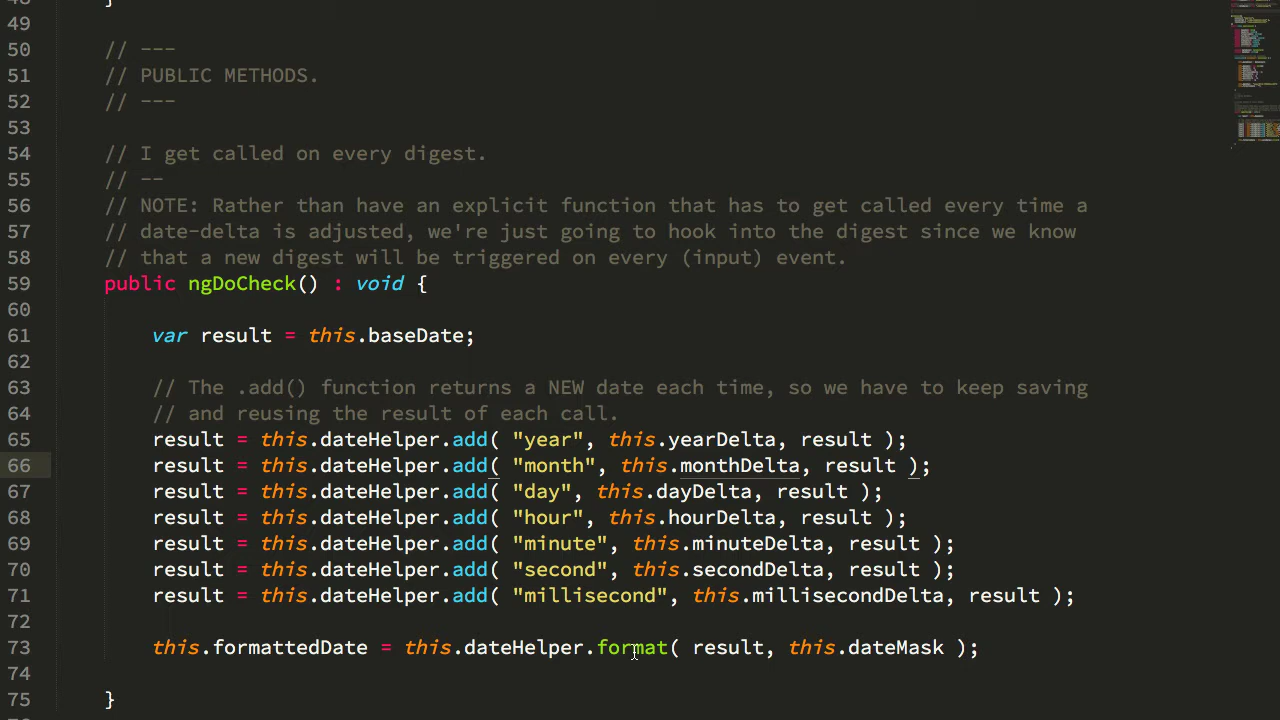 49
50 // ---
51 // PUBLIC METHODS.
52 // ---
53
54 // I get called on every digest.
55 // --
56 // NOTE: Rather than have an explicit function that has to get called every time a
57 // date-delta is adjusted, we're just going to hook into the digest since we know
58 // that a new digest will be triggered on every (input) event.
59 public ngDoCheck() : void {
60
61 var result = this.baseDate;
62
63 // The .add() function returns a NEW date each time, so we have to keep saving
64 // and reusing the result of each call.
65 result = this.dateHelper.add( "year", this.yearDelta, result );
66 result = this.dateHelper.add( "month", this.monthDelta, result );
67 result = this.dateHelper.add( "day", this.dayDelta, result );
68 result = this.dateHelper.add( "hour", this.hourDelta, result );
69 result = this.dateHelper.add( "minute", this.minuteDelta, result );
70 result = this.dateHelper.add( "second", this.secondDelta, result );
71 result = this.dateHelper.add( "millisecond", this.millisecondDelta, result );
72
73 this.formattedDate = this.dateHelper.format( result, this.dateMask );
74
75 }